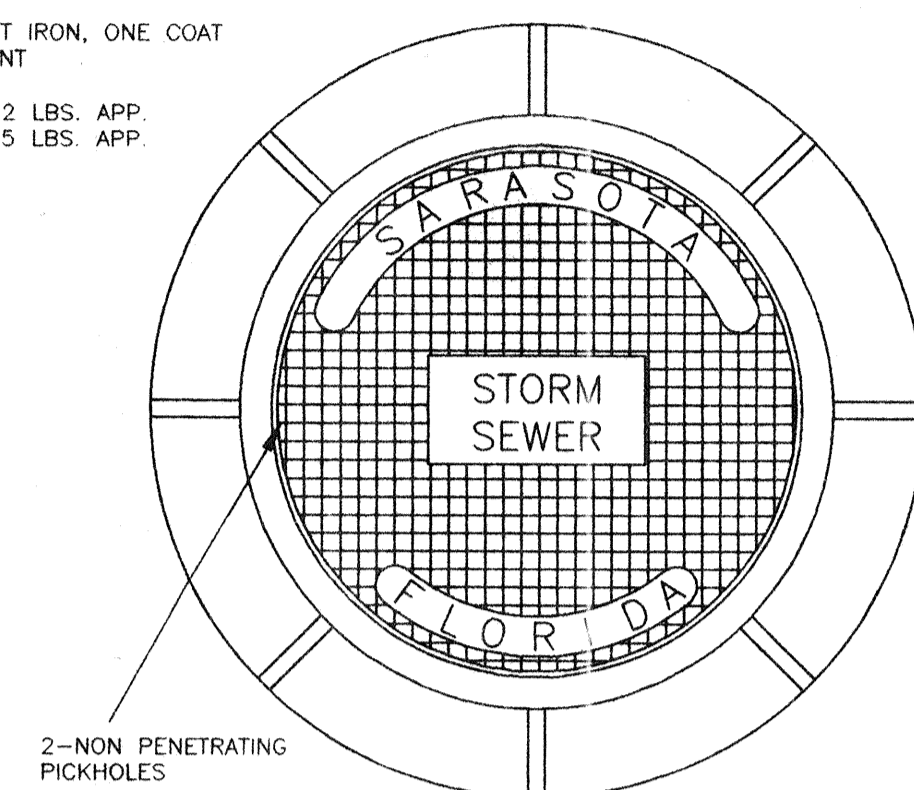 T IRON, ONE COAT
NT
2 LBS. APP.
5 LBS. APP.
SARASOTA
STORM
SEWER
FLORIDA
2-NON PENETRATING
PICKHOLES